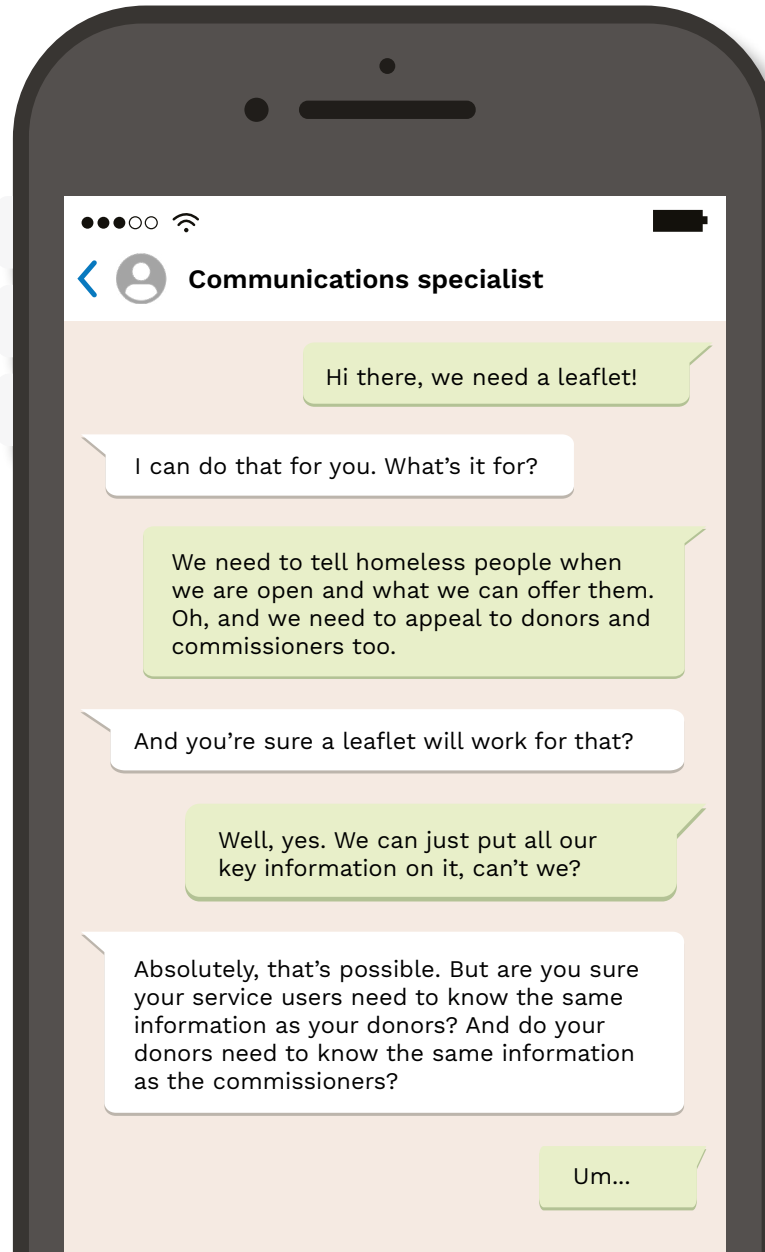 Communications specialist
Hi there, we need a leaflet!
I can do that for you. What’s it for?
We need to tell homeless people when
we are open and what we can offer them.
Oh, and we need to appeal to donors and
commissioners too.
And you’re sure a leaflet will work for that?
Well, yes. We can just put all our
key information on it, can’t we?
Absolutely, that’s possible. But are you sure
your service users need to know the same
information as your donors? And do your
donors need to know the same information
as the commissioners?
Um...